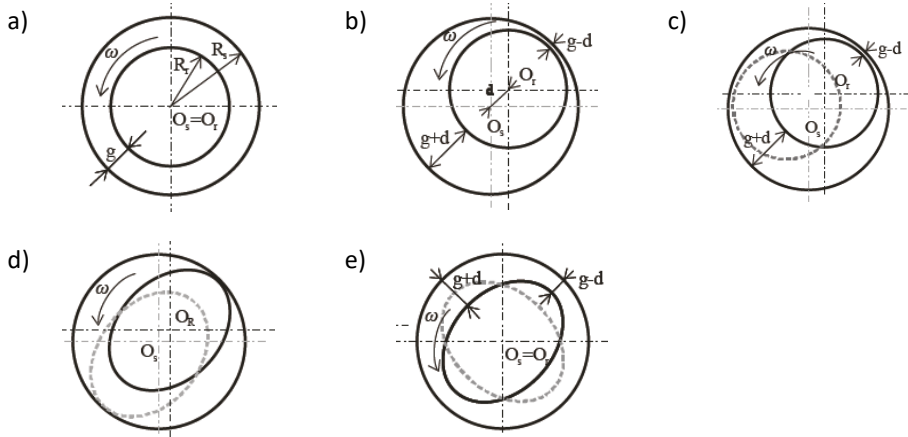 a)
ω
Rr
Rs
Os=Or
g
b)
ω
g-d
Or
d
Os
g+d
c)
ω
g-d
Or
Os
g+d
d)
ω
OR
Os
e)
g+d
g-d
ω
Os=Or